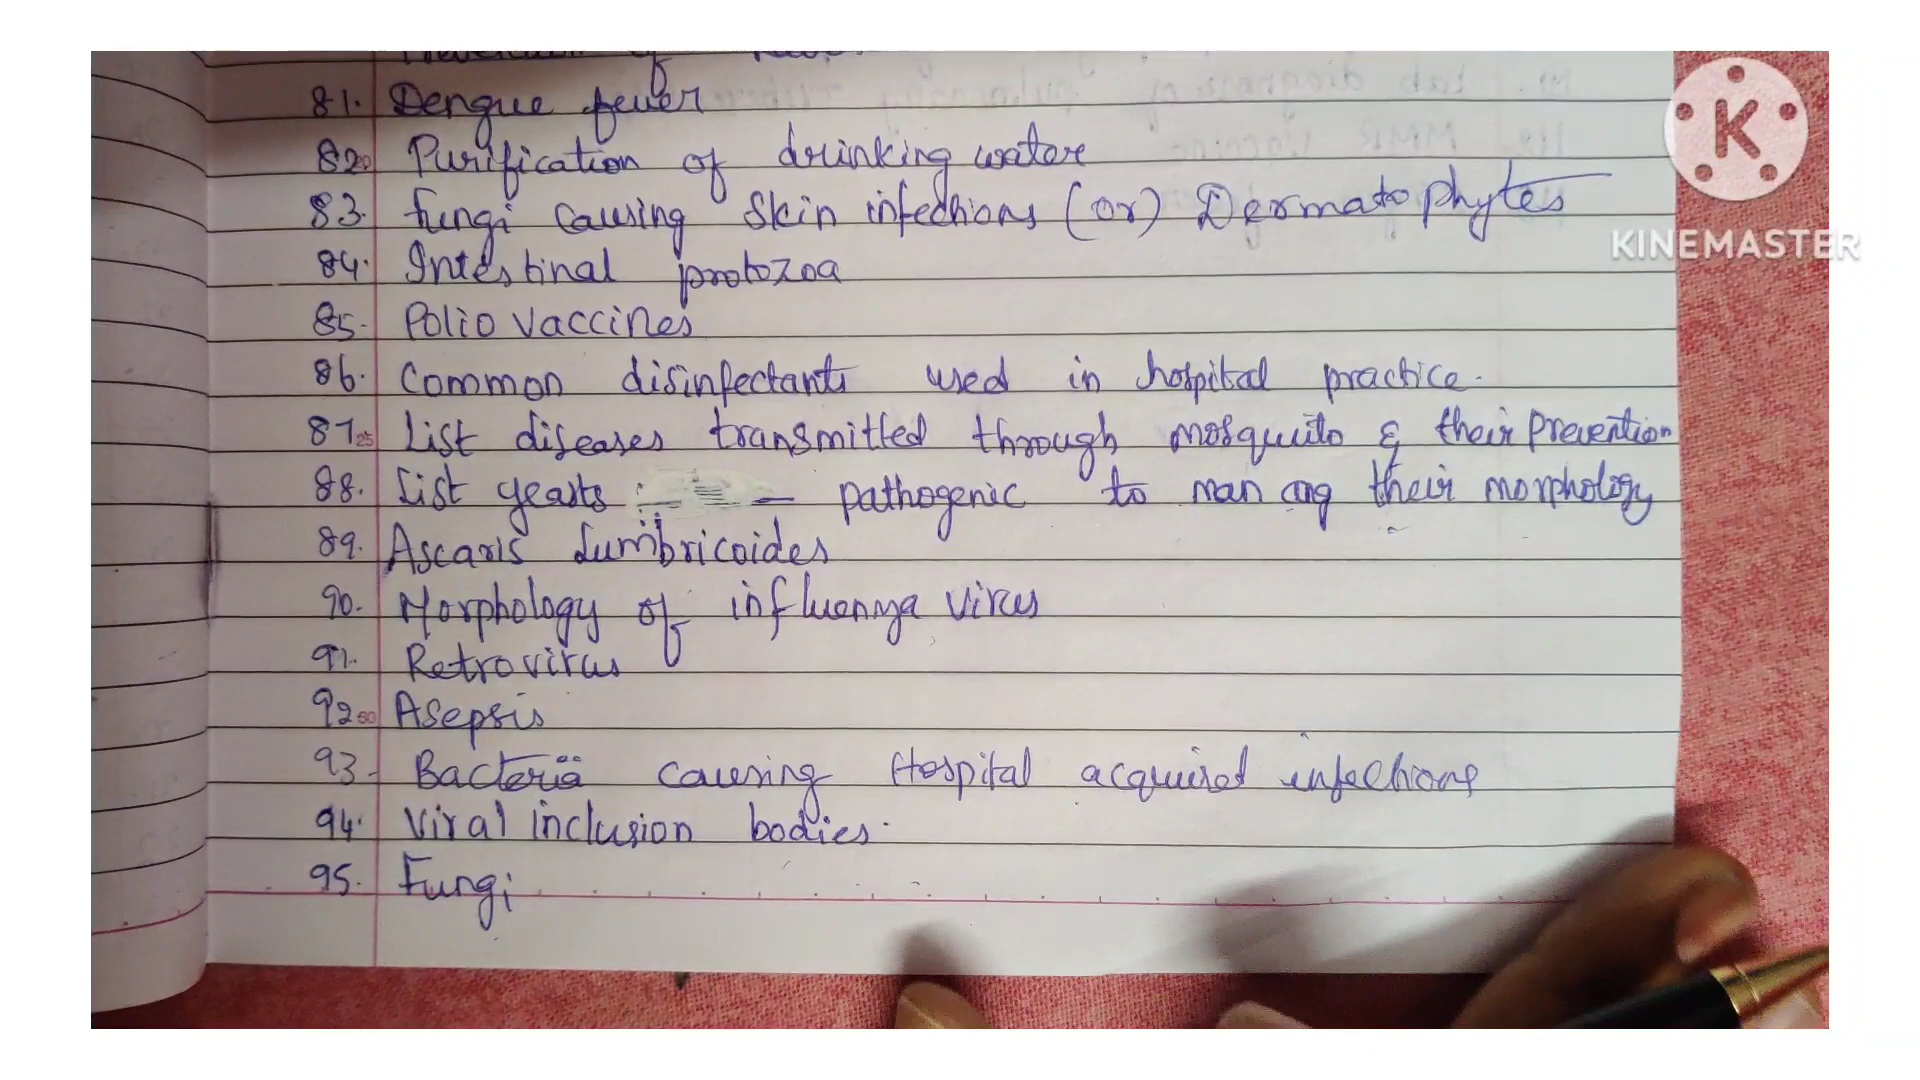 of
81. Dengue fever
82. Purification of drinking water
83. Fungi causing Skin infections (or) Dermatophytes
84. Intestinal protozoa
85. Polio vaccines
86. Common disinfectants used in hospital practice.
87. List diseases transmitted through mosquito & their prevention
88. List yeasts pathogenic to man their morphology
89. Ascaris Lumbricoides
90. Morphology of influenza virus
91. Retrovirus
92. Asepsis
93. Bacteria causing Hospital acquired infections
94. Viral inclusion bodies.
95. Fungi
K
KINEMASTER